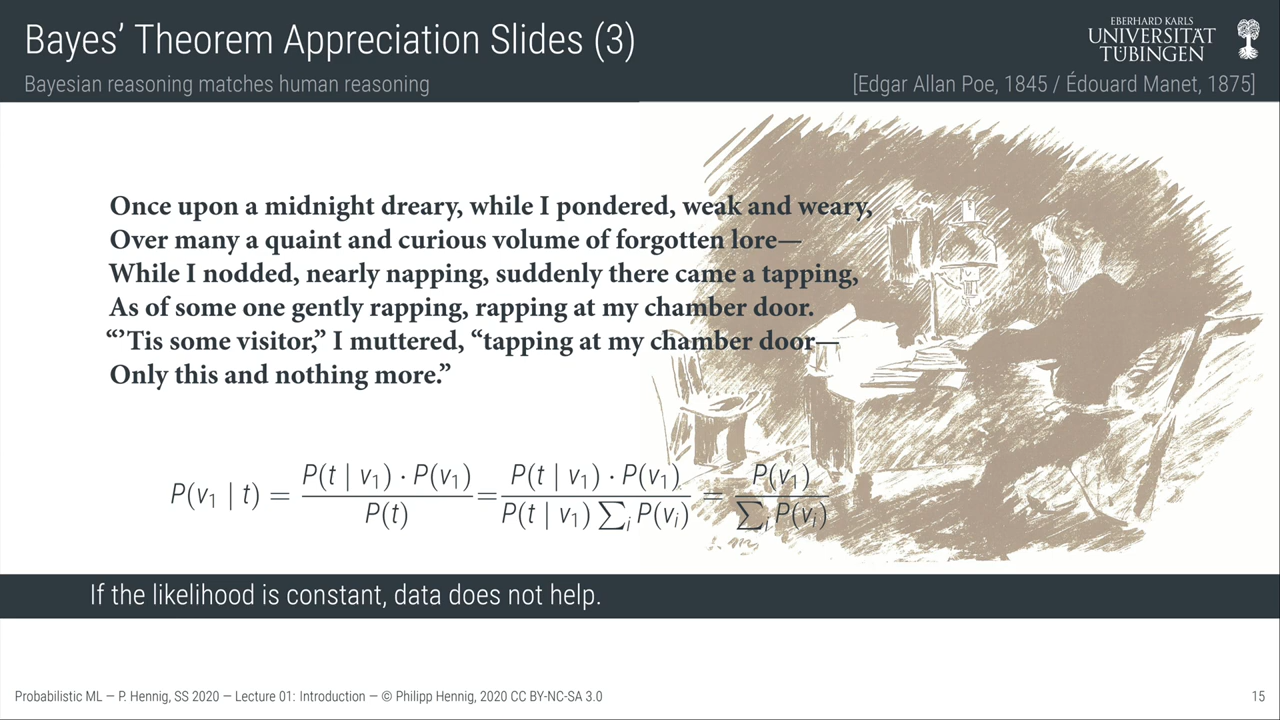 Bayes’ Theorem Appreciation Slides (3)
Bayesian reasoning matches human reasoning
EBERHARD KARLS
UNIVERSITÄT
TÜBINGEN
[Edgar Allan Poe, 1845 / Édouard Manet, 1875]
Once upon a midnight dreary, while I pondered, weak and weary,
Over many a quaint and curious volume of forgotten lore—
While I nodded, nearly napping, suddenly there came a tapping,
As of some one gently rapping, rapping at my chamber door.
“’Tis some visitor,” I muttered, “tapping at my chamber door—
Only this and nothing more.”
P(v₁ | t) = P(t | v₁) · P(v₁) / P(t) = P(t | v₁) · P(v₁) / P(t | v₁) ∑ᵢ P(vᵢ) = P(v₁) / ∑ᵢ P(vᵢ)
If the likelihood is constant, data does not help.
Probabilistic ML — P. Hennig, SS 2020 — Lecture 01: Introduction — © Philipp Hennig, 2020 CC BY-NC-SA 3.0
15